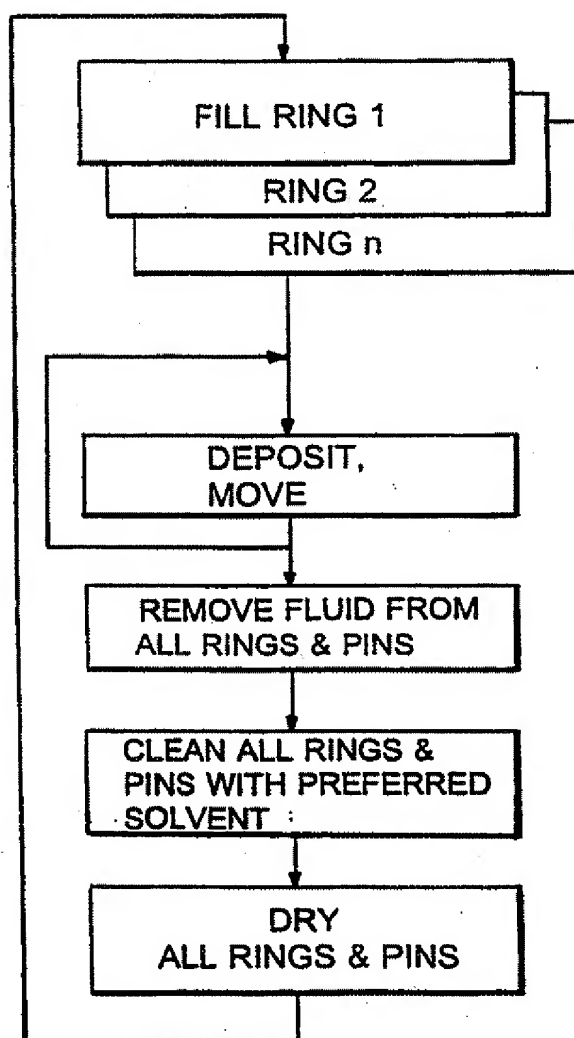 FILL RING 1
RING 2
RING n
DEPOSIT,
MOVE
REMOVE FLUID FROM
ALL RINGS & PINS
CLEAN ALL RINGS &
PINS WITH PREFERRED
SOLVENT
DRY
ALL RINGS & PINS